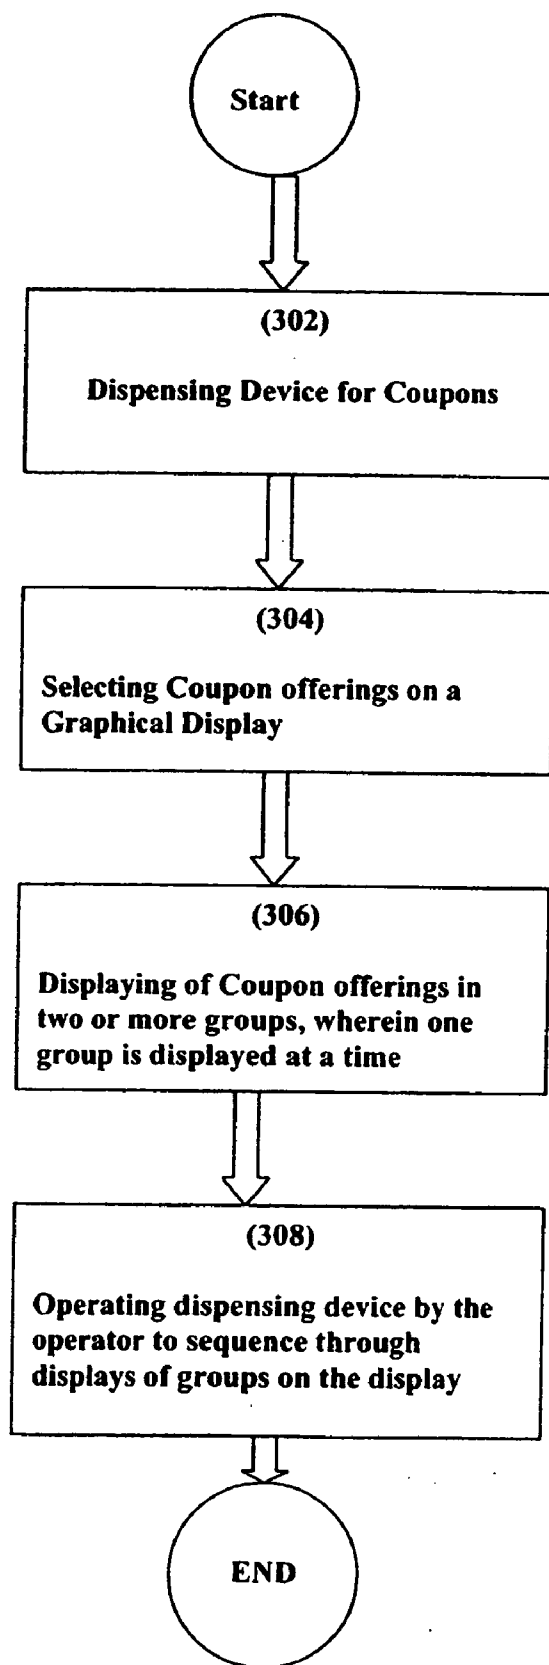 Start
(302)
Dispensing Device for Coupons
(304)
Selecting Coupon offerings on a
Graphical Display
(306)
Displaying of Coupon offerings in
two or more groups, wherein one
group is displayed at a time
(308)
Operating dispensing device by the
operator to sequence through
displays of groups on the display
END